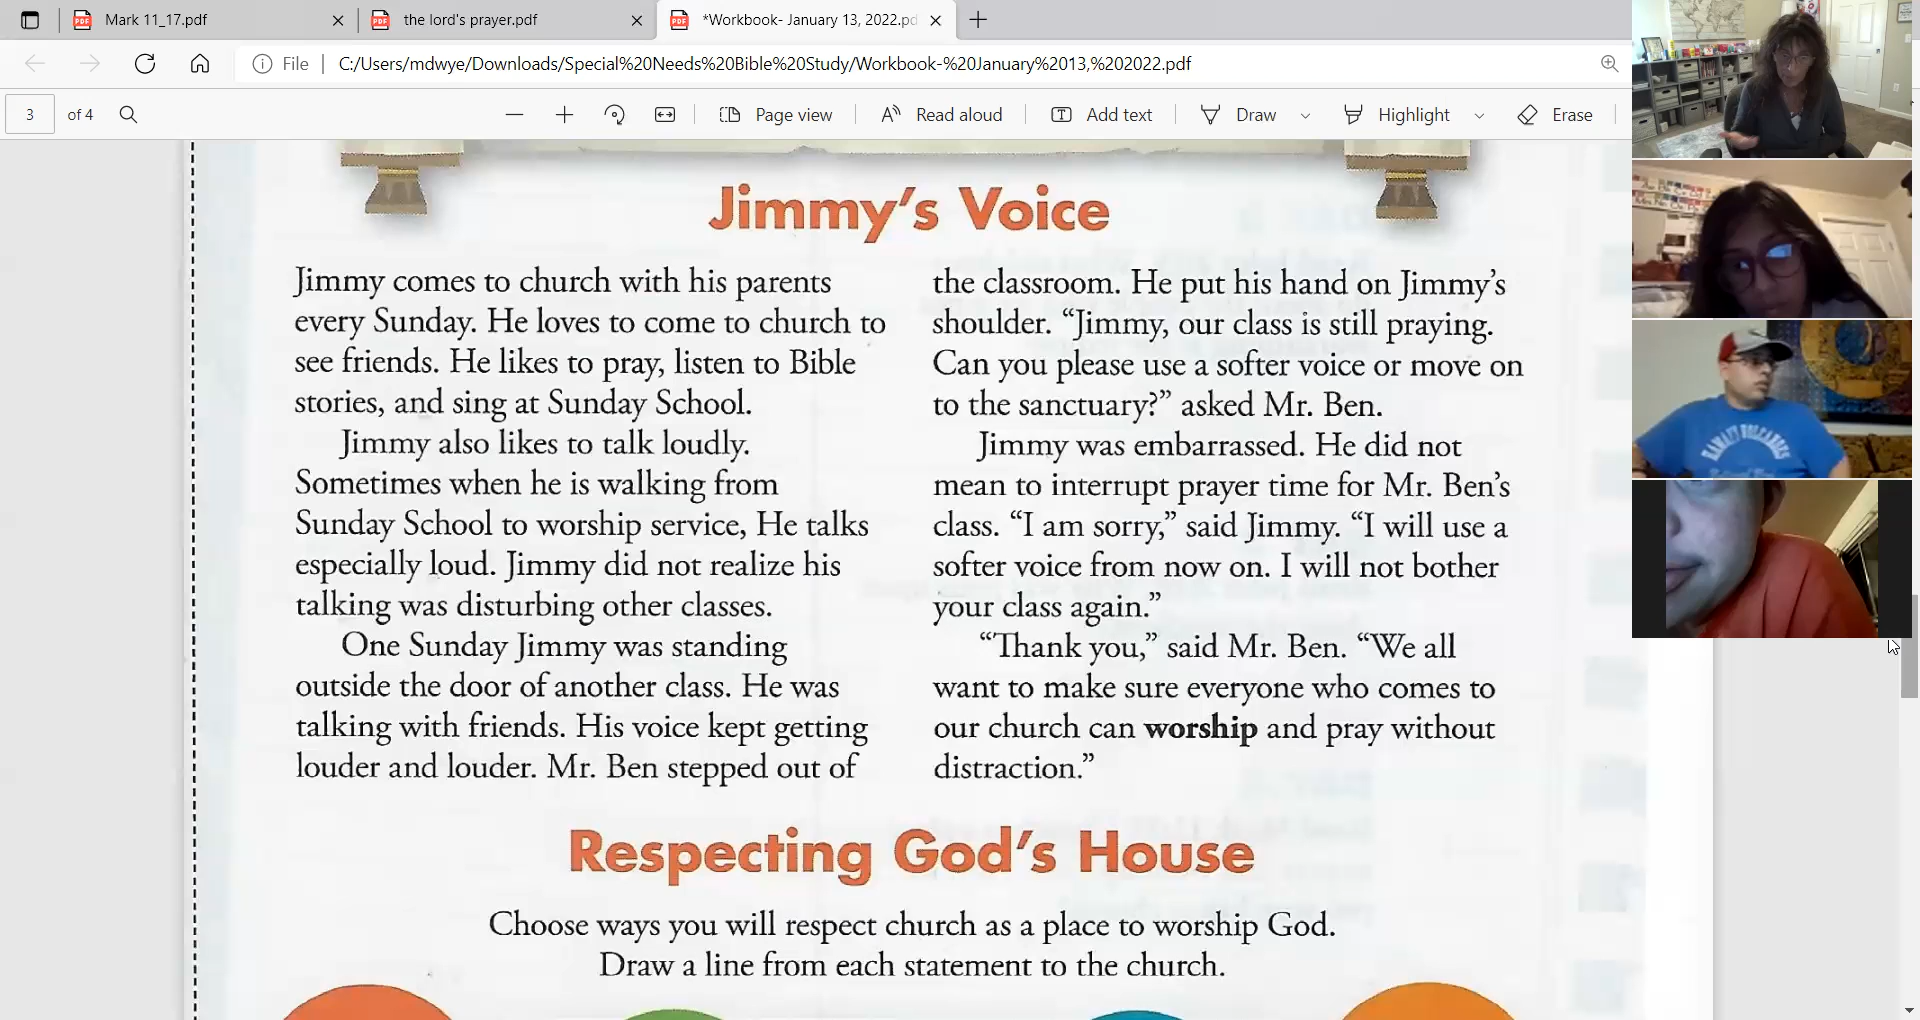 Mark 11_17.pdf
the lord's prayer.pdf
*Workbook- January 13, 2022.pd
File
C:/Users/mdwye/Downloads/Special%20Needs%20Bible%20Study/Workbook-%20January%2013,%202022.pdf
3 of 4
Page view
Read aloud
Add text
Draw
Highlight
Erase
Jimmy's Voice
Jimmy comes to church with his parents
every Sunday. He loves to come to church to
see friends. He likes to pray, listen to Bible
stories, and sing at Sunday School.
Jimmy also likes to talk loudly.
Sometimes when he is walking from
Sunday School to worship service, He talks
especially loud. Jimmy did not realize his
talking was disturbing other classes.
One Sunday Jimmy was standing
outside the door of another class. He was
talking with friends. His voice kept getting
louder and louder. Mr. Ben stepped out of
the classroom. He put his hand on Jimmy's
shoulder. “Jimmy, our class is still praying.
Can you please use a softer voice or move on
to the sanctuary?” asked Mr. Ben.
Jimmy was embarrassed. He did not
mean to interrupt prayer time for Mr. Ben's
class. “I am sorry,” said Jimmy. “I will use a
softer voice from now on. I will not bother
your class again.”
“Thank you,” said Mr. Ben. “We all
want to make sure everyone who comes to
our church can worship and pray without
distraction.”
Respecting God's House
Choose ways you will respect church as a place to worship God.
Draw a line from each statement to the church.
HAWAI'I VOLCANOES